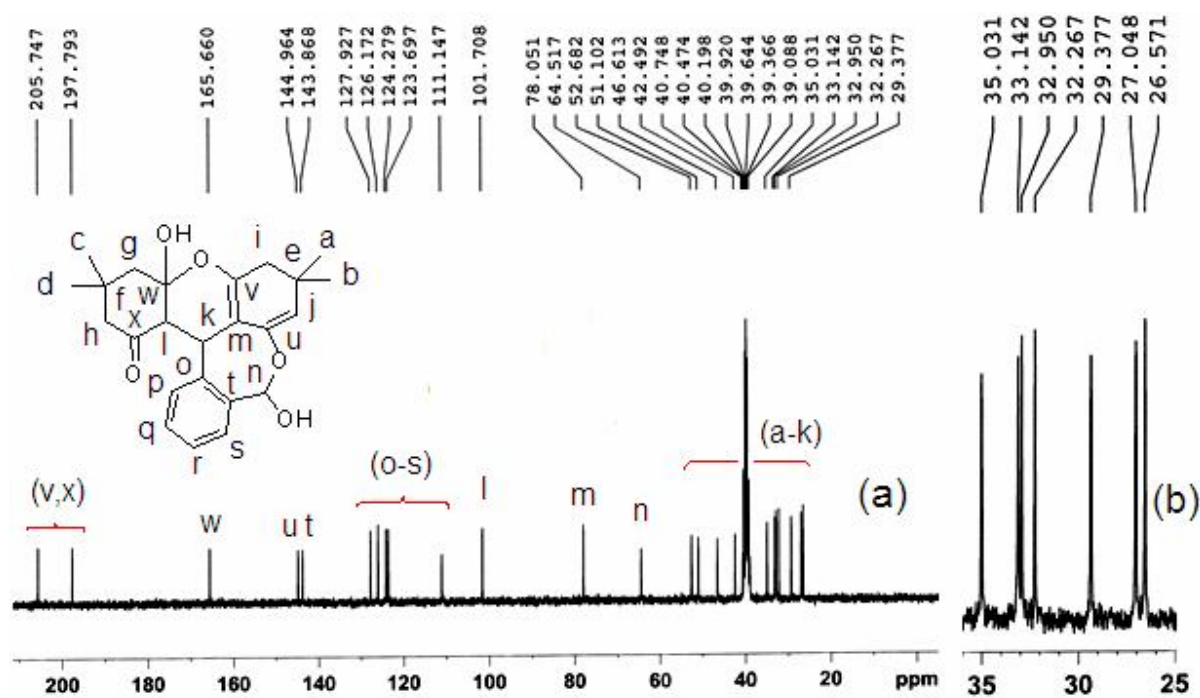 205.747
197.793
165.660
144.964
143.868
127.927
126.172
124.279
123.697
111.147
101.708
78.051
64.517
52.682
51.102
46.613
42.492
40.748
40.474
40.198
39.920
39.644
39.366
39.088
35.031
33.142
32.950
32.267
29.377
35.031
33.142
32.950
32.267
29.377
27.048
26.571
c g OH O i e a
d f w v b
h x l k m j
O p o t n O u
q r s OH
(v,x)
w
u t
(o-s)
l
m
n
(a-k)
(a)
(b)
200 180 160 140 120 100 80 60 40 20 ppm
35 30 25